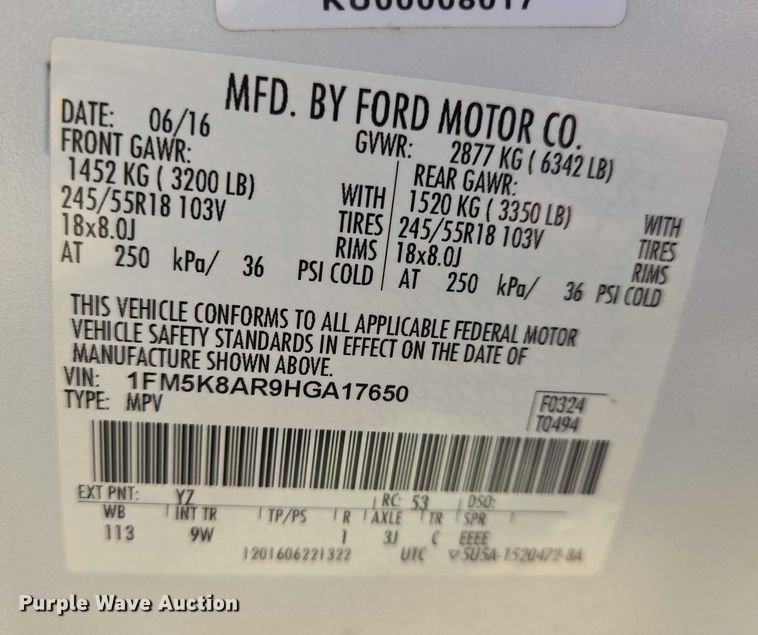 KU00008017
MFD. BY FORD MOTOR CO.
DATE: 06/16 GVWR: 2877 KG ( 6342 LB)
FRONT GAWR: REAR GAWR:
1452 KG ( 3200 LB) WITH 1520 KG ( 3350 LB) WITH
245/55R18 103V TIRES 245/55R18 103V TIRES
18x8.0J RIMS 18x8.0J RIMS
AT 250 kPa/ 36 PSI COLD AT 250 kPa/ 36 PSI COLD
THIS VEHICLE CONFORMS TO ALL APPLICABLE FEDERAL MOTOR
VEHICLE SAFETY STANDARDS IN EFFECT ON THE DATE OF
MANUFACTURE SHOWN ABOVE.
VIN: 1FM5K8AR9HGA17650
TYPE: MPV
F0324
T0494
EXT PNT: YZ RC: 53 DSO:
WB INT TR TP/PS R AXLE TR SPR
113 9W I 3J C EEEE
1201606221322 UTC 5U5A-1520472-BA
Purple Wave Auction